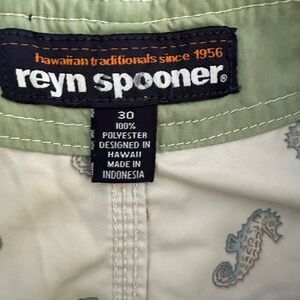 hawaiian traditionals since 1956
reyn spooner®
30
100%
POLYESTER
DESIGNED IN
HAWAII
MADE IN
INDONESIA